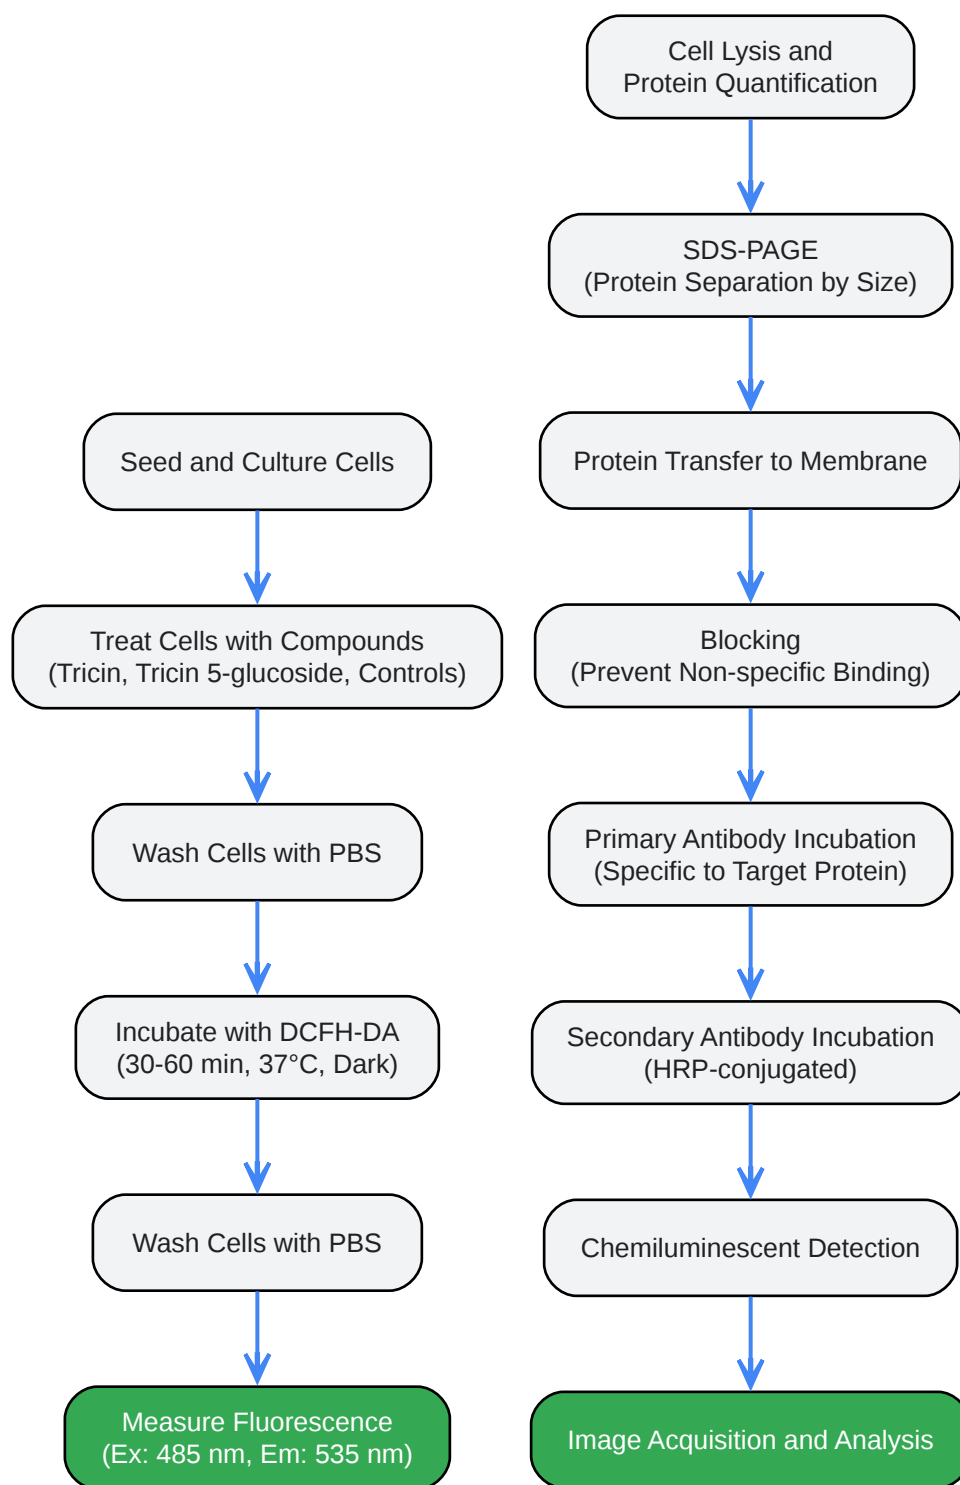 Seed and Culture Cells
Treat Cells with Compounds
(Tricin, Tricin 5-glucoside, Controls)
Wash Cells with PBS
Incubate with DCFH-DA
(30-60 min, 37°C, Dark)
Wash Cells with PBS
Measure Fluorescence
(Ex: 485 nm, Em: 535 nm)
Cell Lysis and
Protein Quantification
SDS-PAGE
(Protein Separation by Size)
Protein Transfer to Membrane
Blocking
(Prevent Non-specific Binding)
Primary Antibody Incubation
(Specific to Target Protein)
Secondary Antibody Incubation
(HRP-conjugated)
Chemiluminescent Detection
Image Acquisition and Analysis